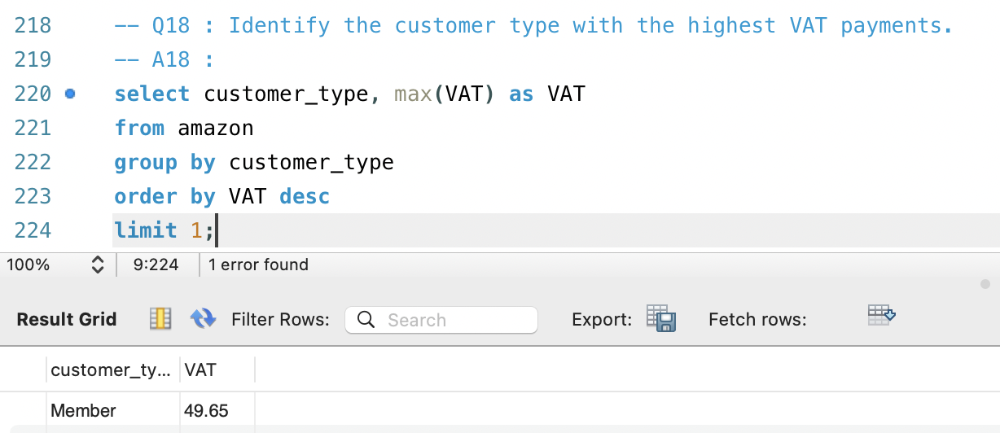 218 -- Q18 : Identify the customer type with the highest VAT payments.
219 -- A18 :
220 select customer_type, max(VAT) as VAT
221 from amazon
222 group by customer_type
223 order by VAT desc
224 limit 1;
100% 9:224 1 error found
Result Grid Filter Rows: Search Export: Fetch rows:
customer_ty... VAT
Member 49.65